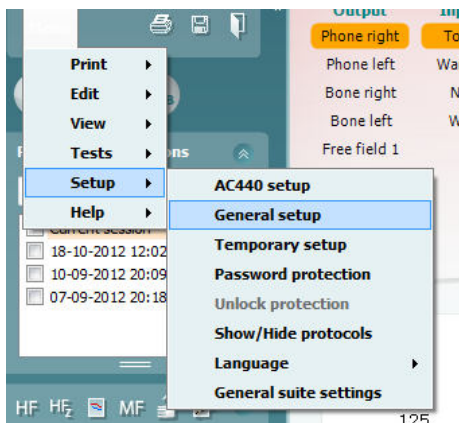 Output
Phone right
Phone left
Bone right
Bone left
Free field 1
Print
Edit
View
Tests
Setup
Help
AC440 setup
General setup
Temporary setup
Password protection
Unlock protection
Show/Hide protocols
Language
General suite settings
Current session
18-10-2012 12:02
10-09-2012 20:09
07-09-2012 20:18
HF HFz MF
125